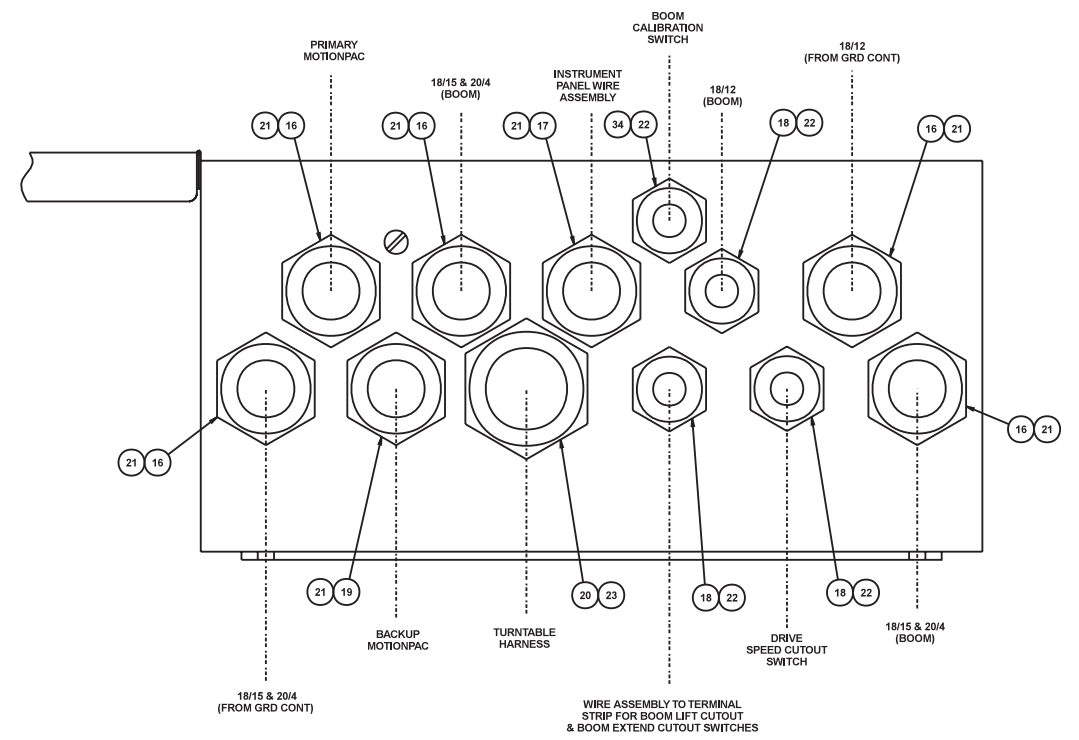 BOOM
CALIBRATION
SWITCH
PRIMARY
MOTIONPAC
18/15 & 20/4
(BOOM)
INSTRUMENT
PANEL WIRE
ASSEMBLY
18/12
(BOOM)
18/12
(FROM GRD CONT)
21 16
21 16
21 17
34 22
18 22
16 21
21 16
16 21
21 19
20 23
18 22
18 22
BACKUP
MOTIONPAC
TURNTABLE
HARNESS
DRIVE
SPEED CUTOUT
SWITCH
18/15 & 20/4
(BOOM)
18/15 & 20/4
(FROM GRD CONT)
WIRE ASSEMBLY TO TERMINAL
STRIP FOR BOOM LIFT CUTOUT
& BOOM EXTEND CUTOUT SWITCHES